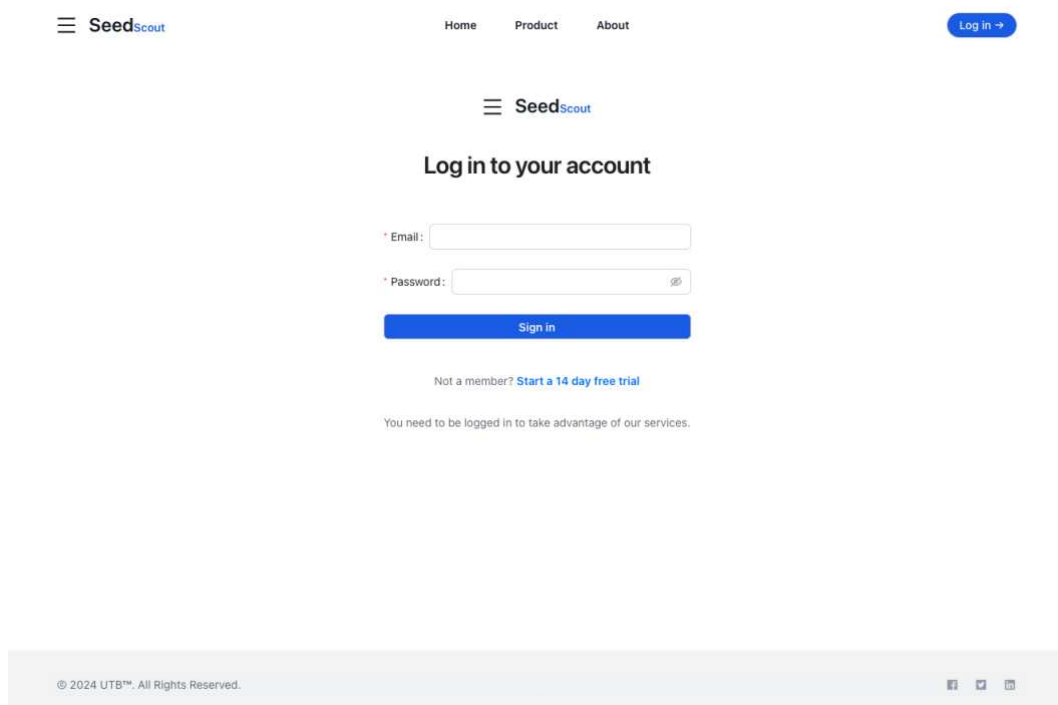 SeedScout Home Product About Log in →
SeedScout
Log in to your account
* Email :
* Password :
Sign in
Not a member? Start a 14 day free trial
You need to be logged in to take advantage of our services.
© 2024 UTB™. All Rights Reserved.